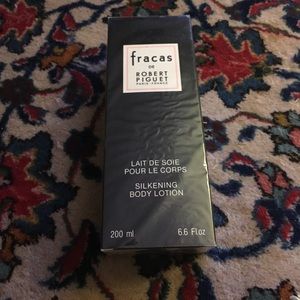 fracas
DE
ROBERT
PIGUET
PARIS-FRANCE
LAIT DE SOIE
POUR LE CORPS
SILKENING
BODY LOTION
200 ml 6.6 Fl.oz